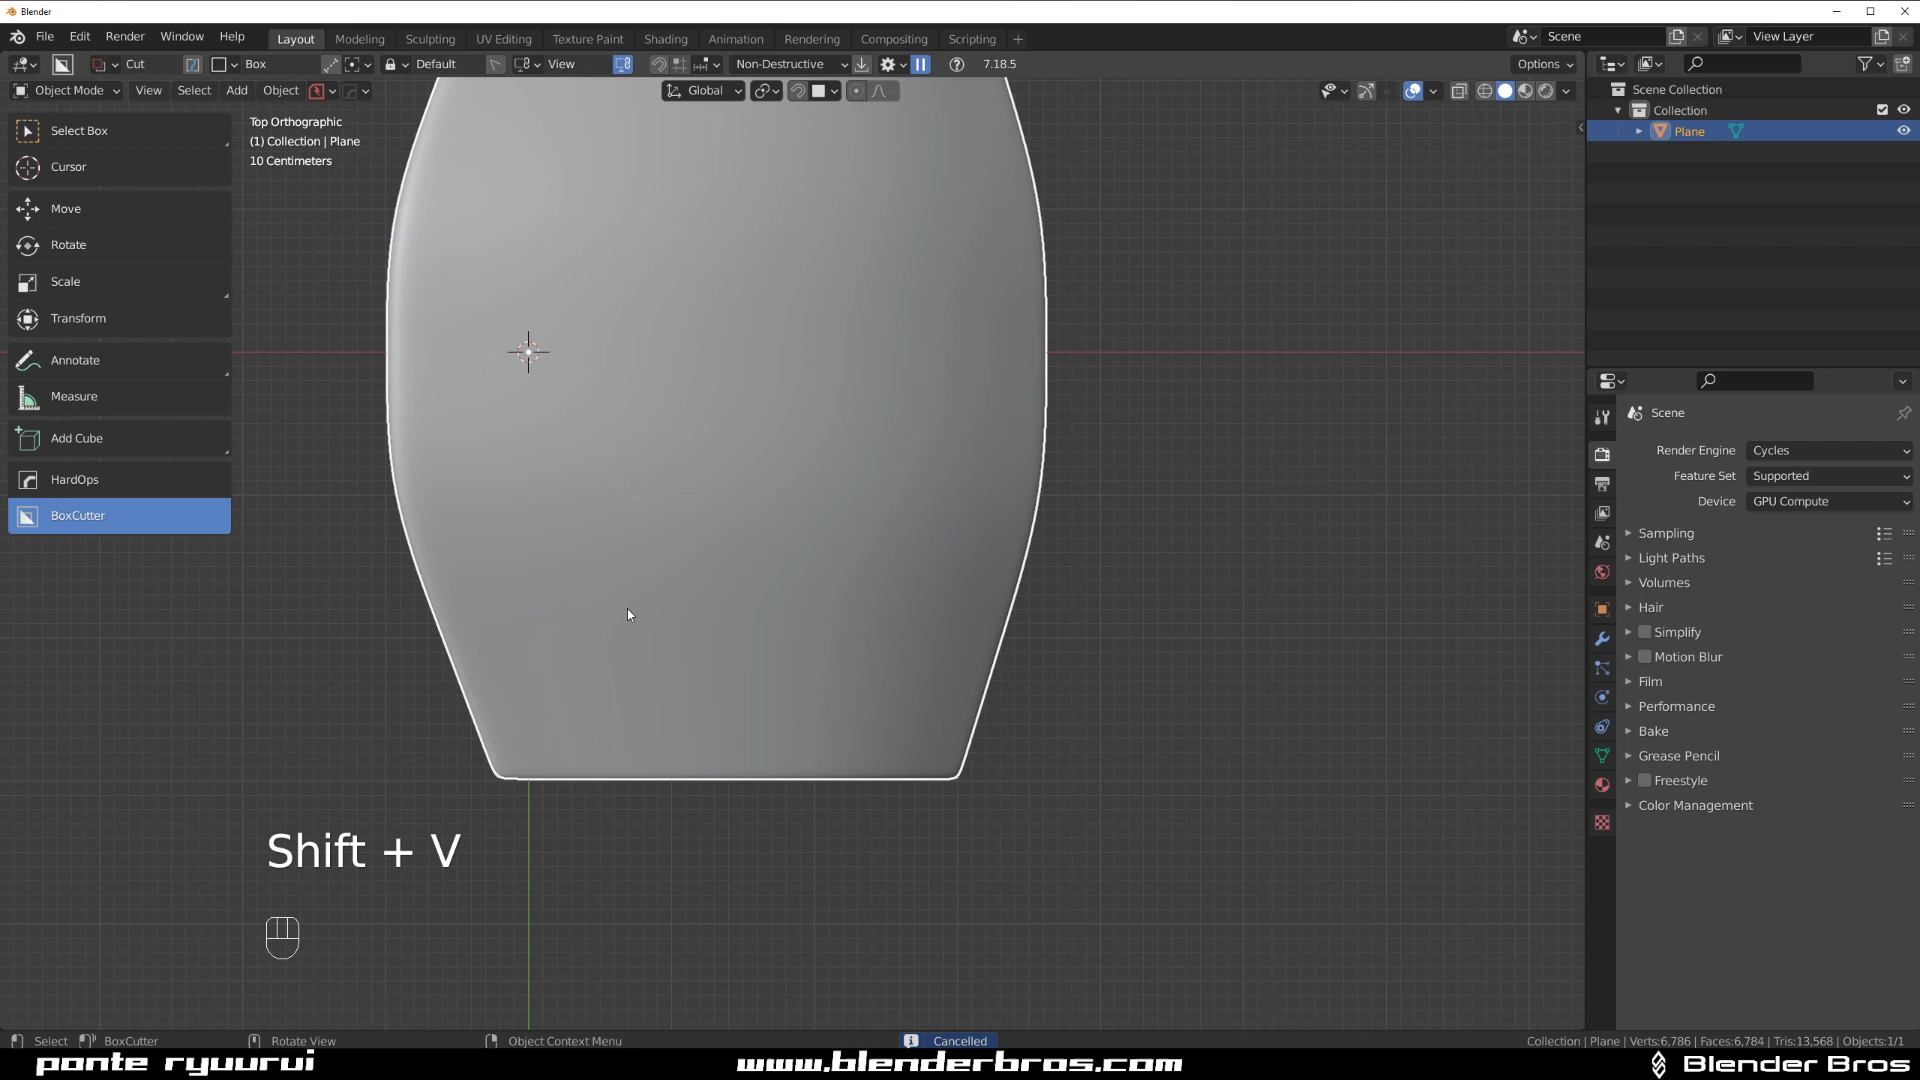 Blender
File Edit Render Window Help Layout Modeling Sculpting UV Editing Texture Paint Shading Animation Rendering Compositing Scripting + Scene View Layer
Cut Box Default View Non-Destructive 7.18.5 Options
Object Mode View Select Add Object Global
Scene Collection
Collection
Plane
Top Orthographic
(1) Collection | Plane
10 Centimeters
Select Box
Cursor
Move
Rotate
Scale
Transform
Annotate
Measure
Add Cube
HardOps
BoxCutter
Scene
Render Engine Cycles
Feature Set Supported
Device GPU Compute
Sampling
Light Paths
Volumes
Hair
Simplify
Motion Blur
Film
Performance
Bake
Grease Pencil
Freestyle
Color Management
Shift + V
Select BoxCutter Rotate View Object Context Menu Cancelled Collection | Plane | Verts:6,786 | Faces:6,784 | Tris:13,568 | Objects:1/1
ponte ryuurui www.blenderbros.com Blender Bros